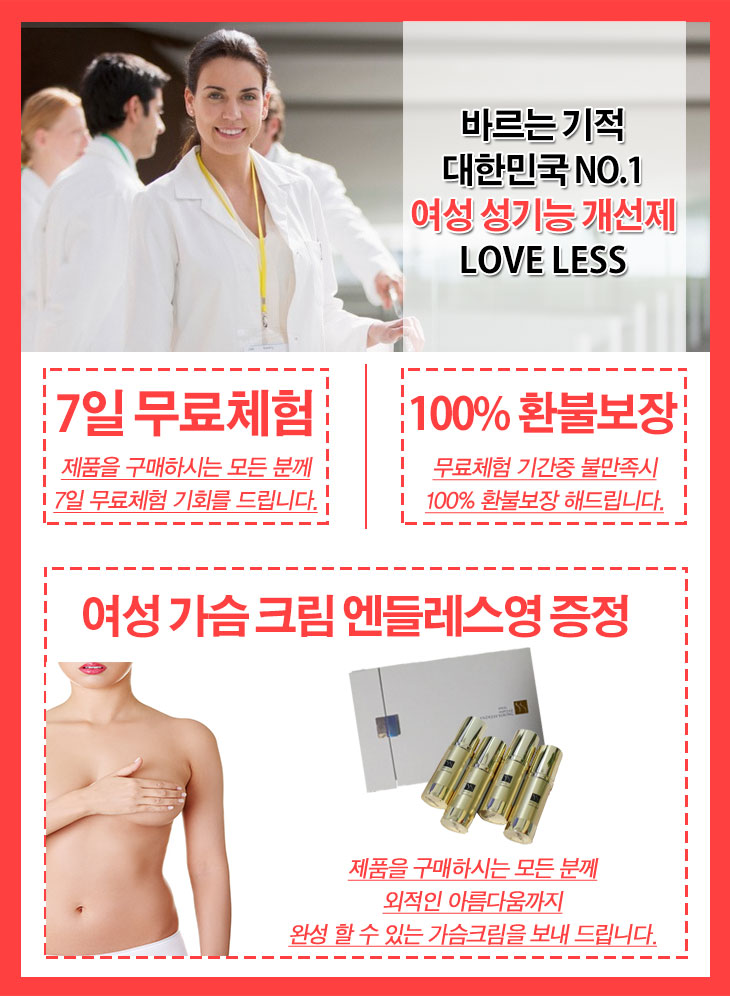 바르는 기적
대한민국 NO.1
여성 성기능 개선제
LOVE LESS
7일 무료체험
제품을 구매하시는 모든 분께
7일 무료체험 기회를 드립니다.
100% 환불보장
무료체험 기간중 불만족시
100% 환불보장 해드립니다.
여성 가슴 크림 엔들레스영 증정
제품을 구매하시는 모든 분께
외적인 아름다움까지
완성 할 수 있는 가슴크림을 보내 드립니다.